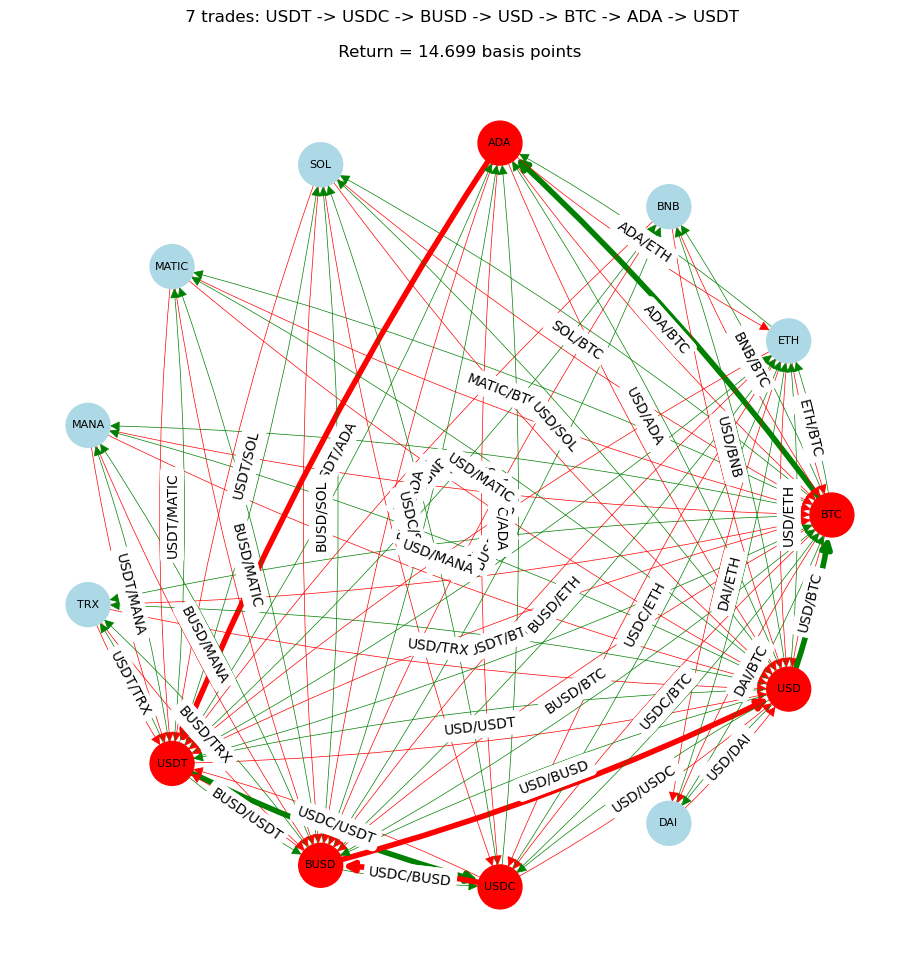 7 trades: USDT -> USDC -> BUSD -> USD -> BTC -> ADA -> USDT
Return = 14.699 basis points
ADA
SOL
BNB
ADA/ETH
MATIC
ADA/BTC
SOL/BTC
ETH
BNB/BTC
MATIC/BTC
USD/SOL
USD/ADA
MANA
ETH/BTC
USDT/SOL
USD/BNB
USD/MATIC
USDT/MATIC
BUSD/SOL
USD/ETH
BTC
USD/MANA
BUSD/MATIC
USDT/MANA
DAI/ETH
TRX
BUSD/ETH
USDC/ETH
USD/BTC
BUSD/MANA
USD/TRX
DAI/BTC
USDT/TRX
BUSD/BTC
USD
USDC/BTC
USD/USDT
BUSD/TRX
USDT
USD/DAI
USD/BUSD
USD/USDC
BUSD/USDT
USDC/USDT
DAI
BUSD
USDC/BUSD
USDC